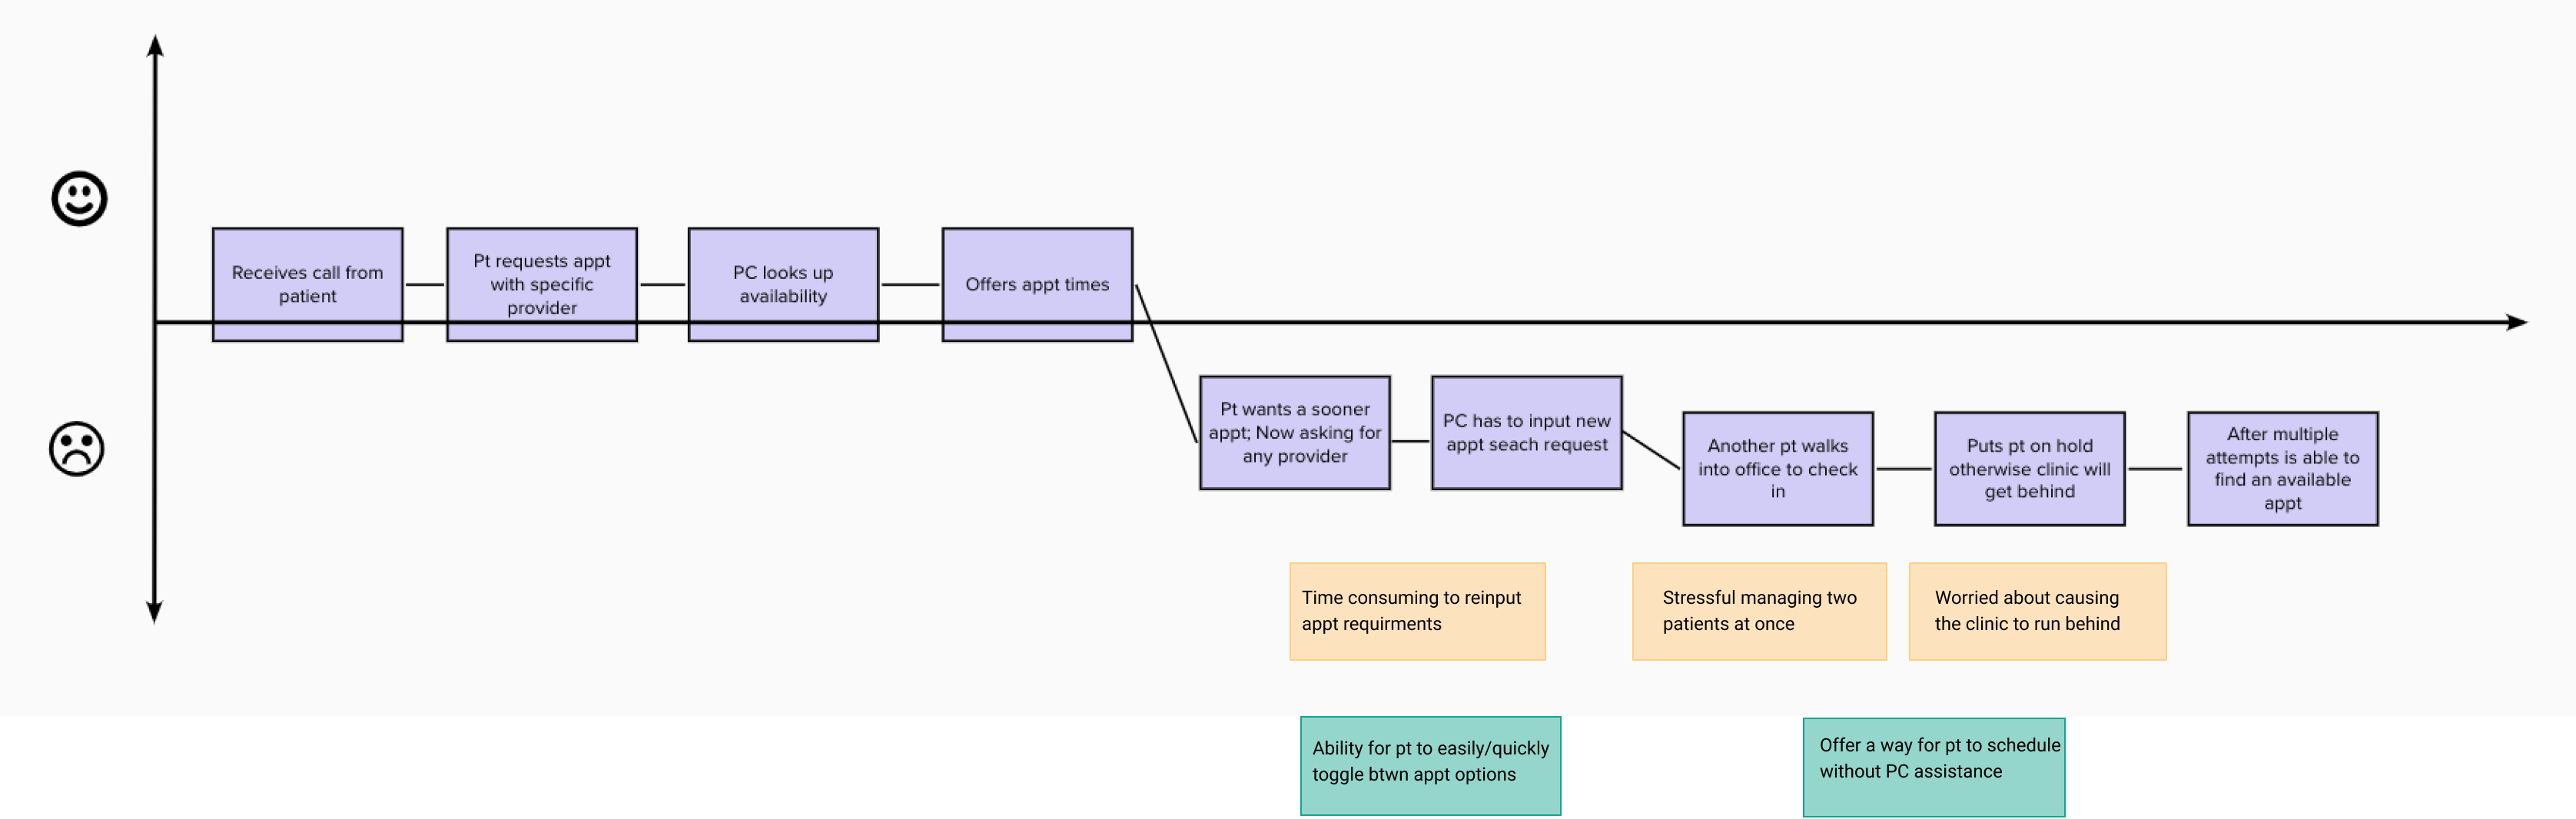 Receives call from
patient
Pt requests appt
with specific
provider
PC looks up
availability
Offers appt times
Pt wants a sooner
appt; Now asking for
any provider
PC has to input new
appt seach request
Another pt walks
into office to check
in
Puts pt on hold
otherwise clinic will
get behind
After multiple
attempts is able to
find an available
appt
Time consuming to reinput
appt requirments
Stressful managing two
patients at once
Worried about causing
the clinic to run behind
Ability for pt to easily/quickly
toggle btwn appt options
Offer a way for pt to schedule
without PC assistance